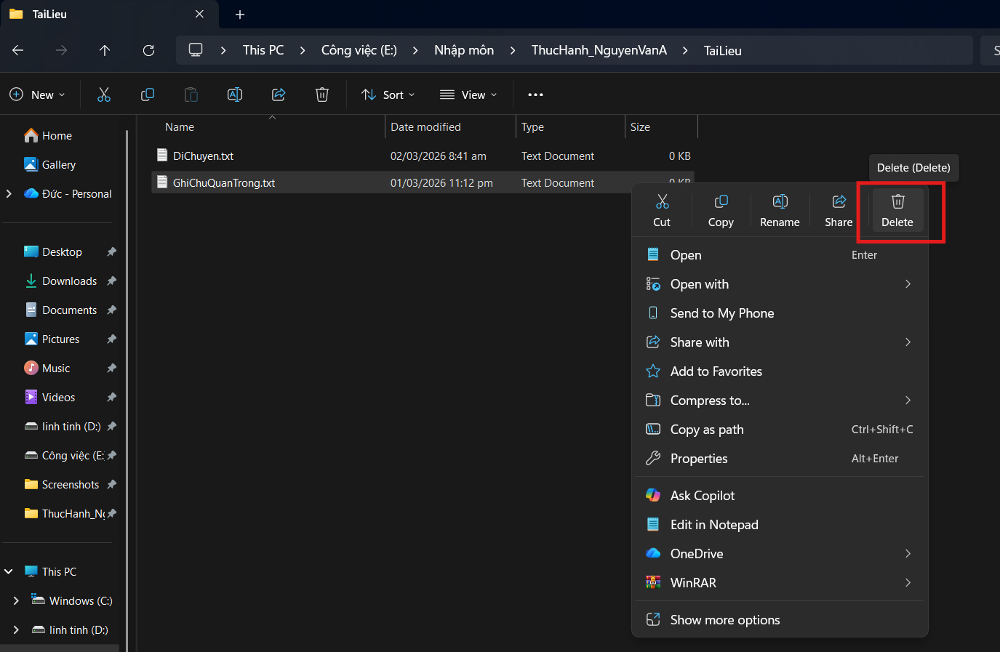 TaiLieu
This PC > Công việc (E:) > Nhập môn > ThucHanh_NguyenVanA > TaiLieu
New Sort View
Name Date modified Type Size
DiChuyen.txt 02/03/2026 8:41 am Text Document 0 KB
GhiChuQuanTrong.txt 01/03/2026 11:12 pm Text Document 0 KB
Home
Gallery
Đức - Personal
Desktop
Downloads
Documents
Pictures
Music
Videos
linh tinh (D:)
Công việc (E:
Screenshots
ThucHanh_N
This PC
Windows (C:)
linh tinh (D:)
Delete (Delete)
Cut Copy Rename Share Delete
Open Enter
Open with
Send to My Phone
Share with
Add to Favorites
Compress to...
Copy as path Ctrl+Shift+C
Properties Alt+Enter
Ask Copilot
Edit in Notepad
OneDrive
WinRAR
Show more options